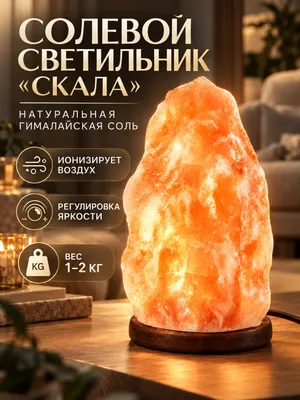 СОЛЕВОЙ
СВЕТИЛЬНИК
«СКАЛА»
НАТУРАЛЬНАЯ
ГИМАЛАЙСКАЯ СОЛЬ
ИОНИЗИРУЕТ
ВОЗДУХ
РЕГУЛИРОВКА
ЯРКОСТИ
KG
ВЕС
1–2 КГ